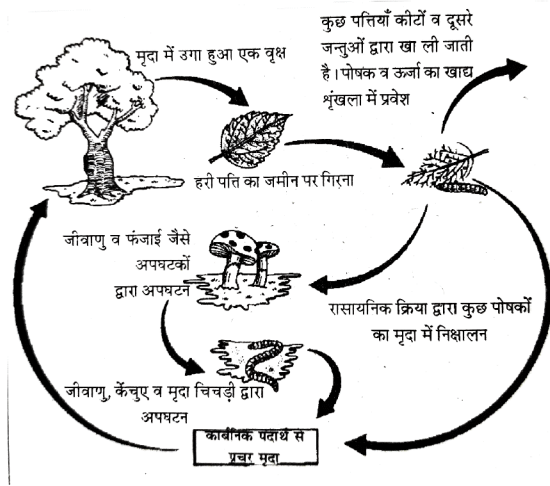 मृदा में उगा हुआ एक वृक्ष
कुछ पत्तियाँ कीटों व दूसरे
जन्तुओं द्वारा खा ली जाती
है। पोषक व ऊर्जा का खाद्य
शृंखला में प्रवेश
हरी पत्ति का जमीन पर गिरना
जीवाणु व फंजाई जैसे
अपघटकों
द्वारा अपघटन
रासायनिक क्रिया द्वारा कुछ पोषकों
का मृदा में निक्षालन
जीवाणु, केंचुए व मृदा चिचड़ी द्वारा
अपघटन
कार्बनिक पदार्थ से
प्रचर मृदा